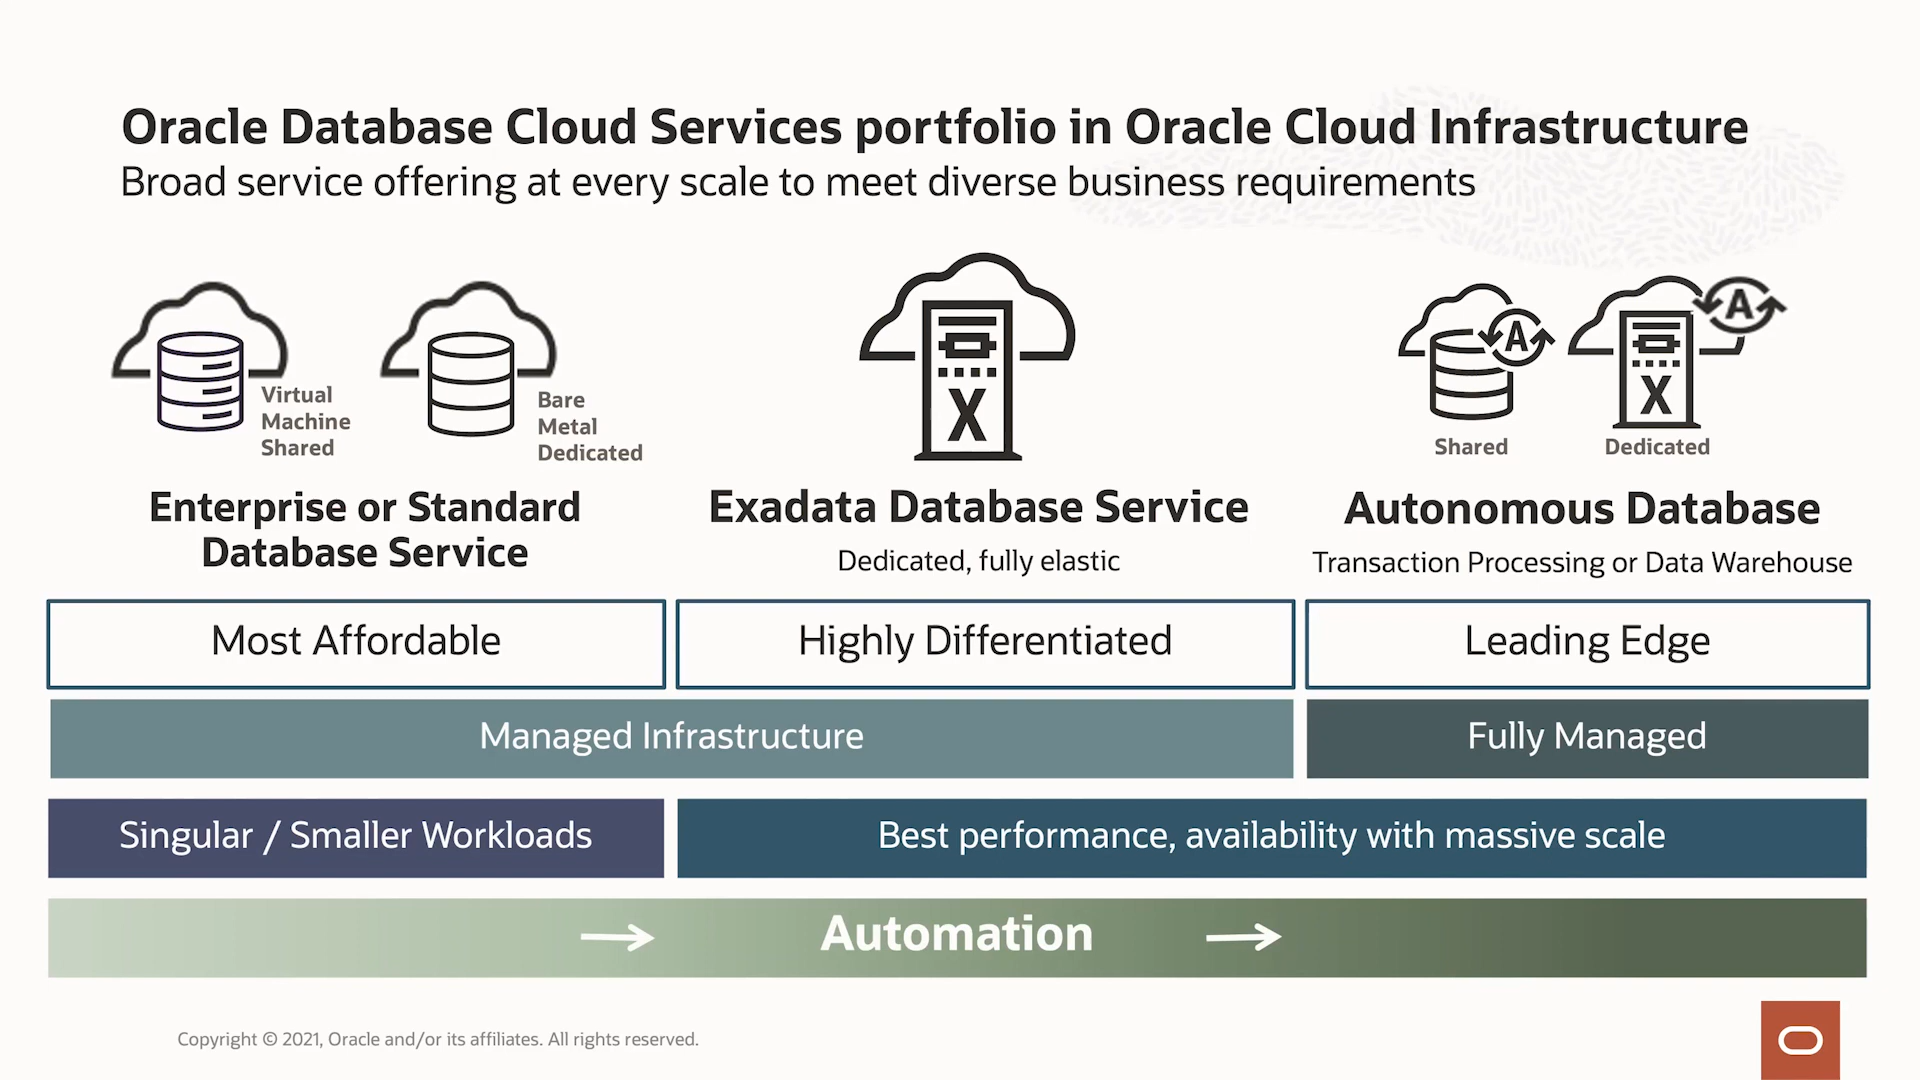 Oracle Database Cloud Services portfolio in Oracle Cloud Infrastructure
Broad service offering at every scale to meet diverse business requirements
Virtual
Machine
Shared
Bare
Metal
Dedicated
X
A
A
X
Shared
Dedicated
Enterprise or Standard
Database Service
Exadata Database Service
Dedicated, fully elastic
Autonomous Database
Transaction Processing or Data Warehouse
Most Affordable
Highly Differentiated
Leading Edge
Managed Infrastructure
Fully Managed
Singular / Smaller Workloads
Best performance, availability with massive scale
Automation
Copyright © 2021, Oracle and/or its affiliates. All rights reserved.